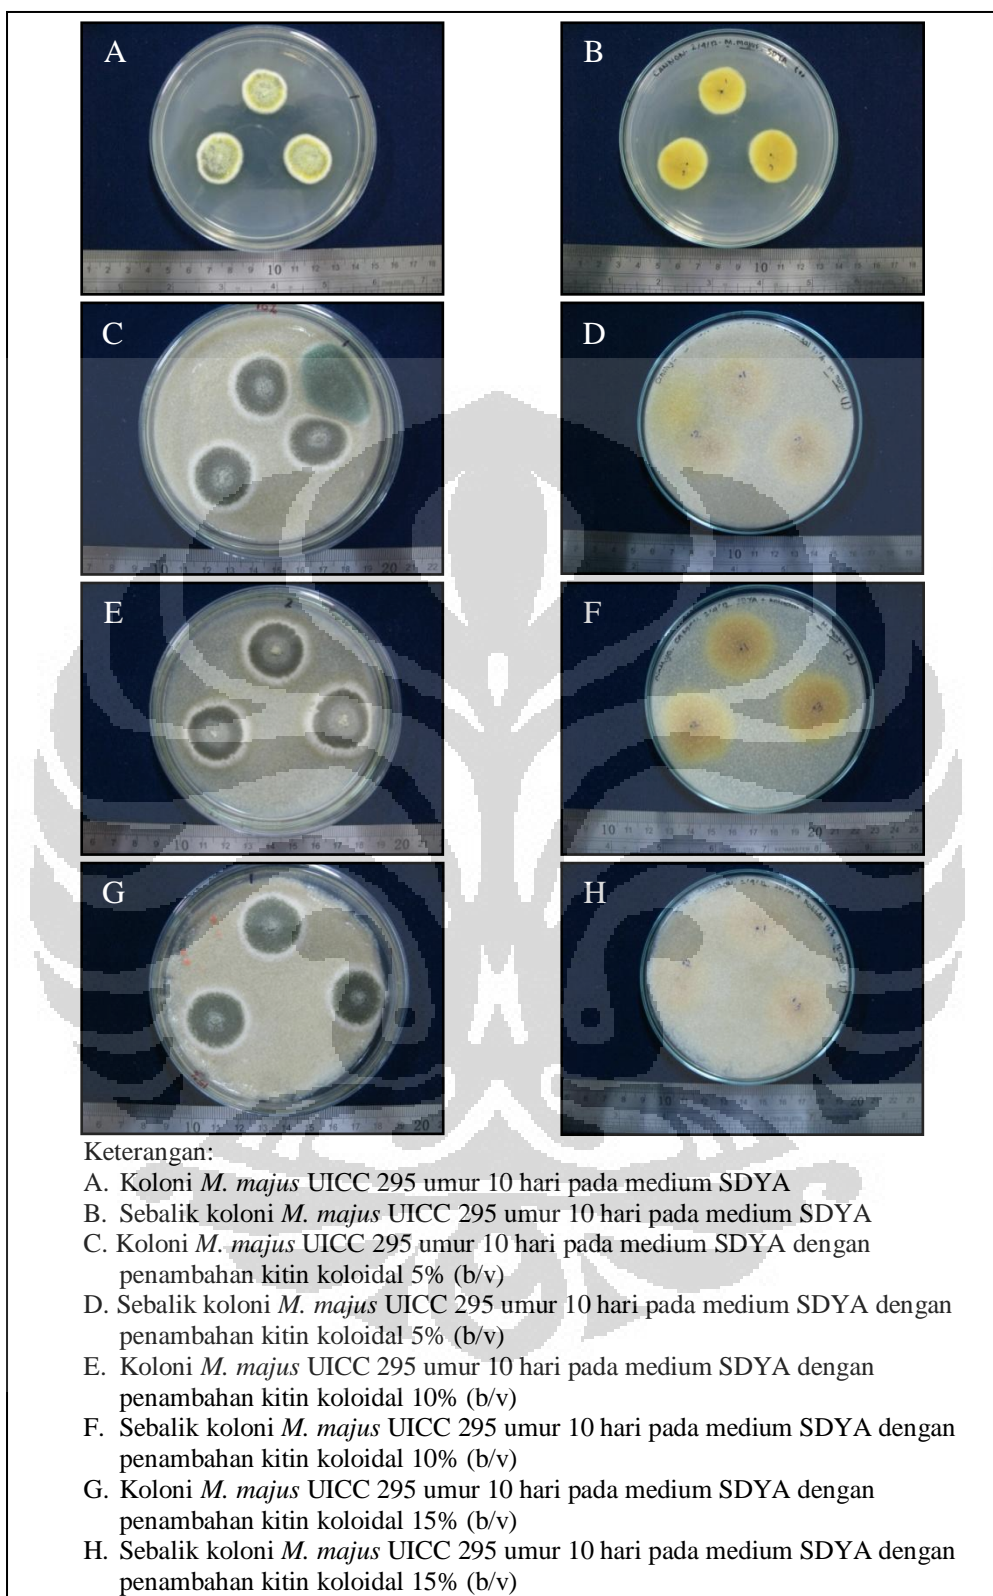 A
B
C
D
E
F
G
H
Keterangan:
A. Koloni M. majus UICC 295 umur 10 hari pada medium SDYA
B. Sebalik koloni M. majus UICC 295 umur 10 hari pada medium SDYA
C. Koloni M. majus UICC 295 umur 10 hari pada medium SDYA dengan
penambahan kitin koloidal 5% (b/v)
D. Sebalik koloni M. majus UICC 295 umur 10 hari pada medium SDYA dengan
penambahan kitin koloidal 5% (b/v)
E. Koloni M. majus UICC 295 umur 10 hari pada medium SDYA dengan
penambahan kitin koloidal 10% (b/v)
F. Sebalik koloni M. majus UICC 295 umur 10 hari pada medium SDYA dengan
penambahan kitin koloidal 10% (b/v)
G. Koloni M. majus UICC 295 umur 10 hari pada medium SDYA dengan
penambahan kitin koloidal 15% (b/v)
H. Sebalik koloni M. majus UICC 295 umur 10 hari pada medium SDYA dengan
penambahan kitin koloidal 15% (b/v)